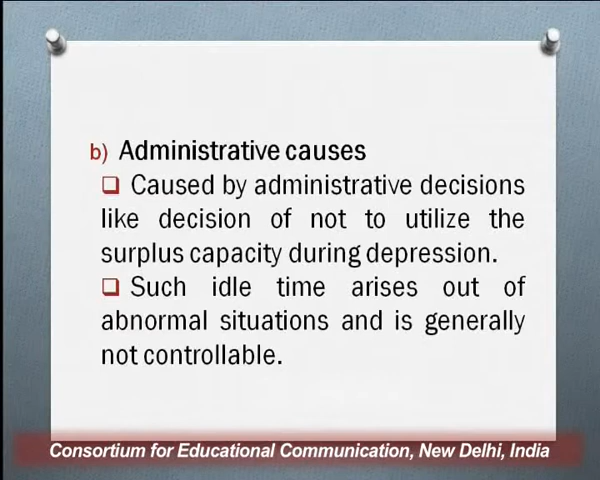 b) Administrative causes
❑ Caused by administrative decisions
like decision of not to utilize the
surplus capacity during depression.
❑ Such idle time arises out of
abnormal situations and is generally
not controllable.
Consortium for Educational Communication, New Delhi, India